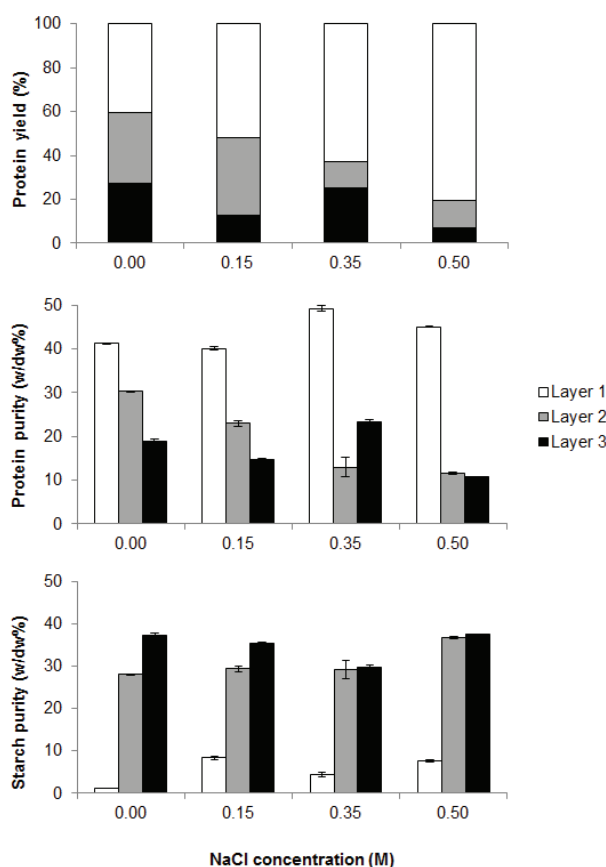 100
80
60
40
20
0
Protein yield (%)
0.00 0.15 0.35 0.50
50
40
30
20
10
0
Protein purity (w/dw%)
0.00 0.15 0.35 0.50
Layer 1
Layer 2
Layer 3
50
40
30
20
10
0
Starch purity (w/dw%)
0.00 0.15 0.35 0.50
NaCl concentration (M)